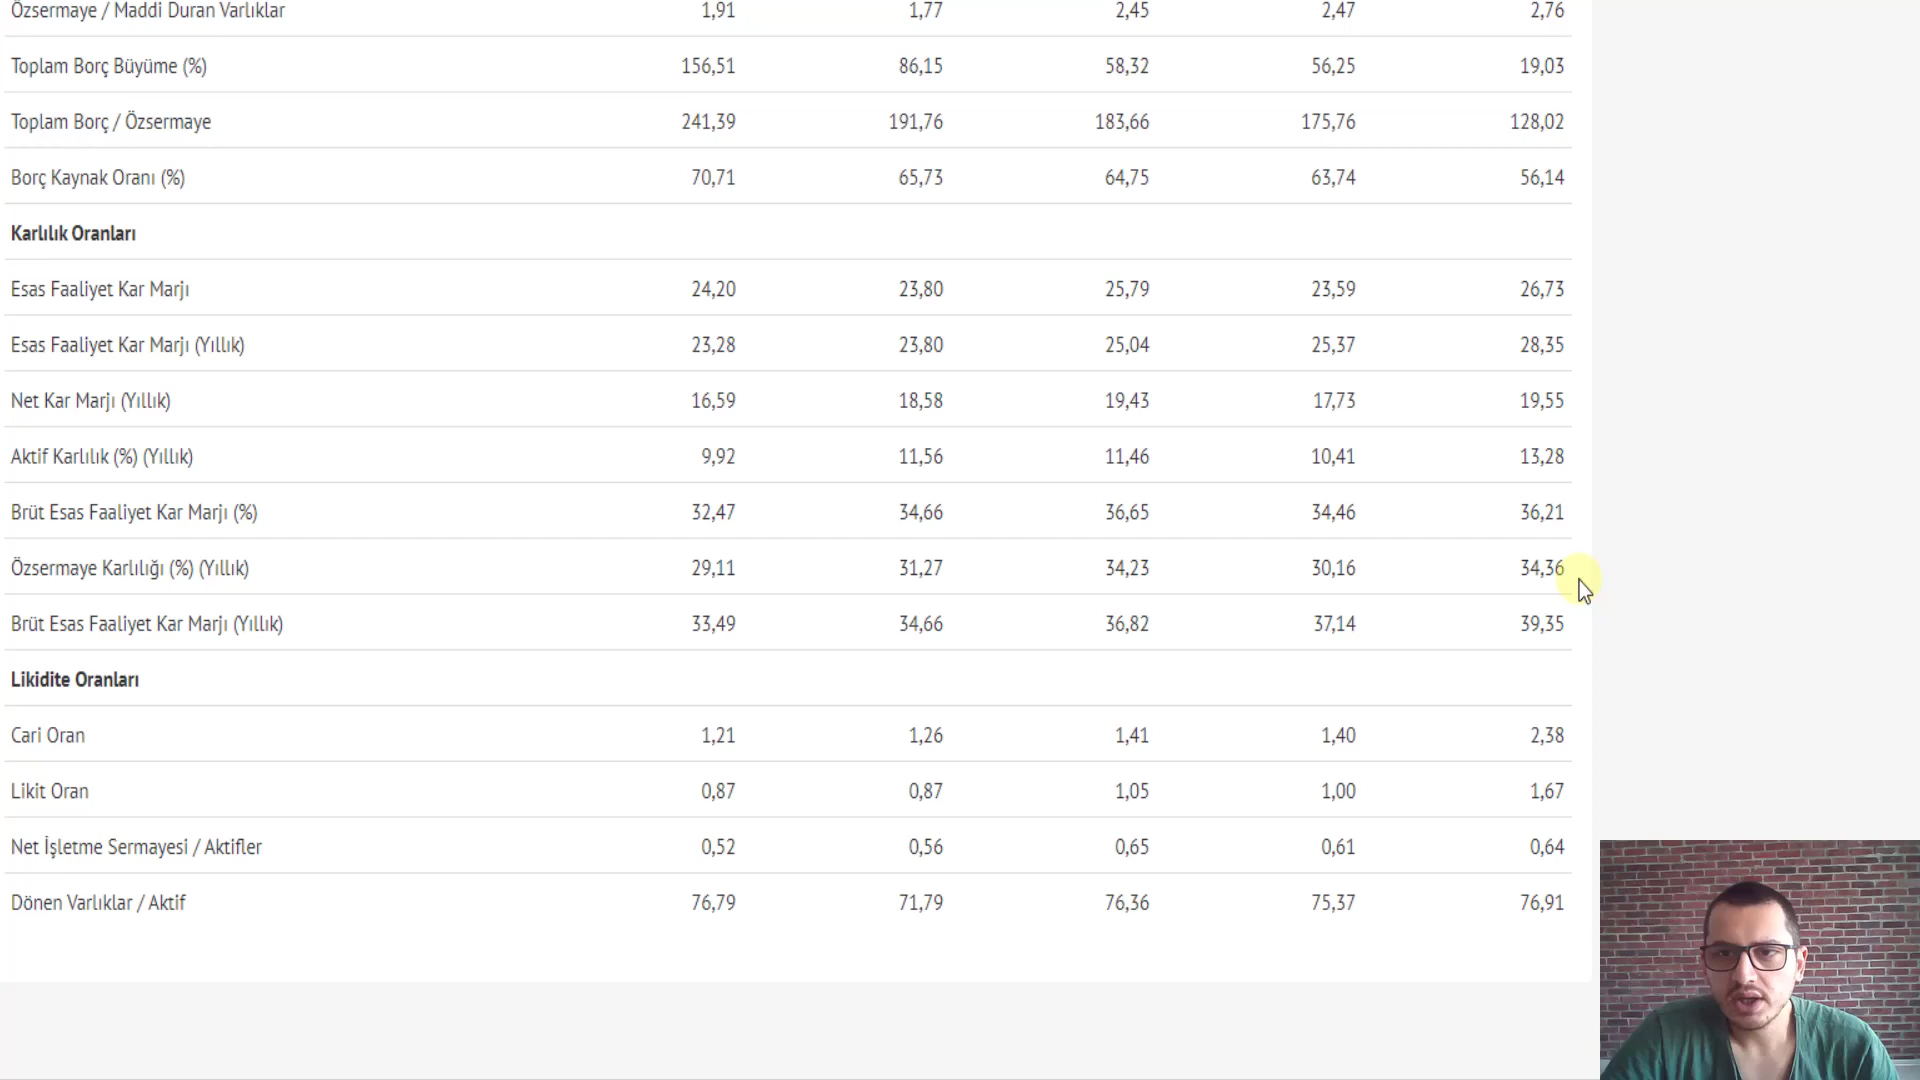 Özsermaye / Maddi Duran Varlıklar 1,91 1,77 2,45 2,47 2,76
Toplam Borç Büyüme (%) 156,51 86,15 58,32 56,25 19,03
Toplam Borç / Özsermaye 241,39 191,76 183,66 175,76 128,02
Borç Kaynak Oranı (%) 70,71 65,73 64,75 63,74 56,14
Karlılık Oranları
Esas Faaliyet Kar Marjı 24,20 23,80 25,79 23,59 26,73
Esas Faaliyet Kar Marjı (Yıllık) 23,28 23,80 25,04 25,37 28,35
Net Kar Marjı (Yıllık) 16,59 18,58 19,43 17,73 19,55
Aktif Karlılık (%) (Yıllık) 9,92 11,56 11,46 10,41 13,28
Brüt Esas Faaliyet Kar Marjı (%) 32,47 34,66 36,65 34,46 36,21
Özsermaye Karlılığı (%) (Yıllık) 29,11 31,27 34,23 30,16 34,36
Brüt Esas Faaliyet Kar Marjı (Yıllık) 33,49 34,66 36,82 37,14 39,35
Likidite Oranları
Cari Oran 1,21 1,26 1,41 1,40 2,38
Likit Oran 0,87 0,87 1,05 1,00 1,67
Net İşletme Sermayesi / Aktifler 0,52 0,56 0,65 0,61 0,64
Dönen Varlıklar / Aktif 76,79 71,79 76,36 75,37 76,91